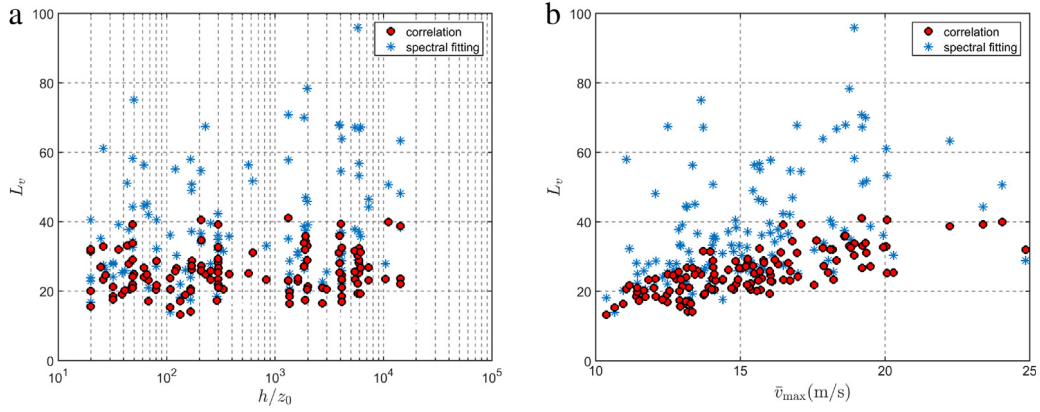 a
100
80
60
40
20
0
L_v
correlation
spectral fitting
10^1 10^2 10^3 10^4 10^5
h/z_0
b
100
80
60
40
20
0
L_v
correlation
spectral fitting
10 15 20 25
v̄_max(m/s)